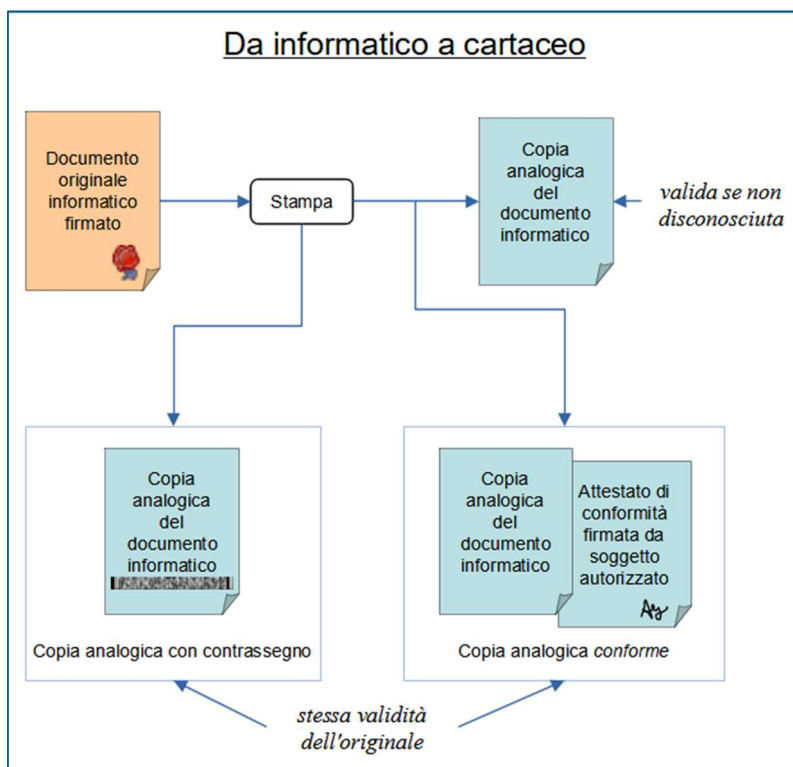 Da informatico a cartaceo
Documento
originale
informatico
firmato
Stampa
Copia
analogica
del
documento
informatico
valida se non
disconosciuta
Copia
analogica
del
documento
informatico
Copia analogica con contrassegno
Copia
analogica
del
documento
informatico
Attestato di
conformità
firmata da
soggetto
autorizzato
Copia analogica conforme
stessa validità
dell'originale